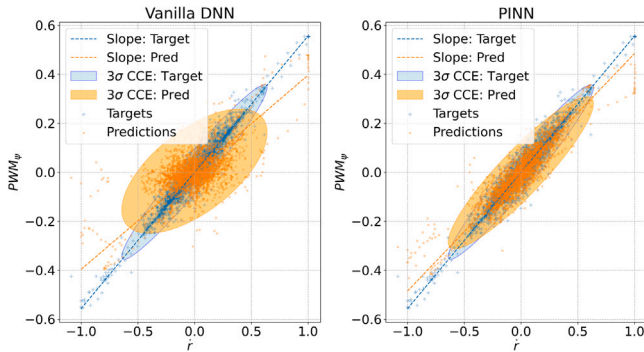 Vanilla DNN
Slope: Target
Slope: Pred
3σ CCE: Target
3σ CCE: Pred
Targets
Predictions
0.6
0.4
0.2
0.0
−0.2
−0.4
−0.6
PWMψ
−1.0 −0.5 0.0 0.5 1.0
ṙ
PINN
Slope: Target
Slope: Pred
3σ CCE: Target
3σ CCE: Pred
Targets
Predictions
0.6
0.4
0.2
0.0
−0.2
−0.4
−0.6
PWMψ
−1.0 −0.5 0.0 0.5 1.0
ṙ